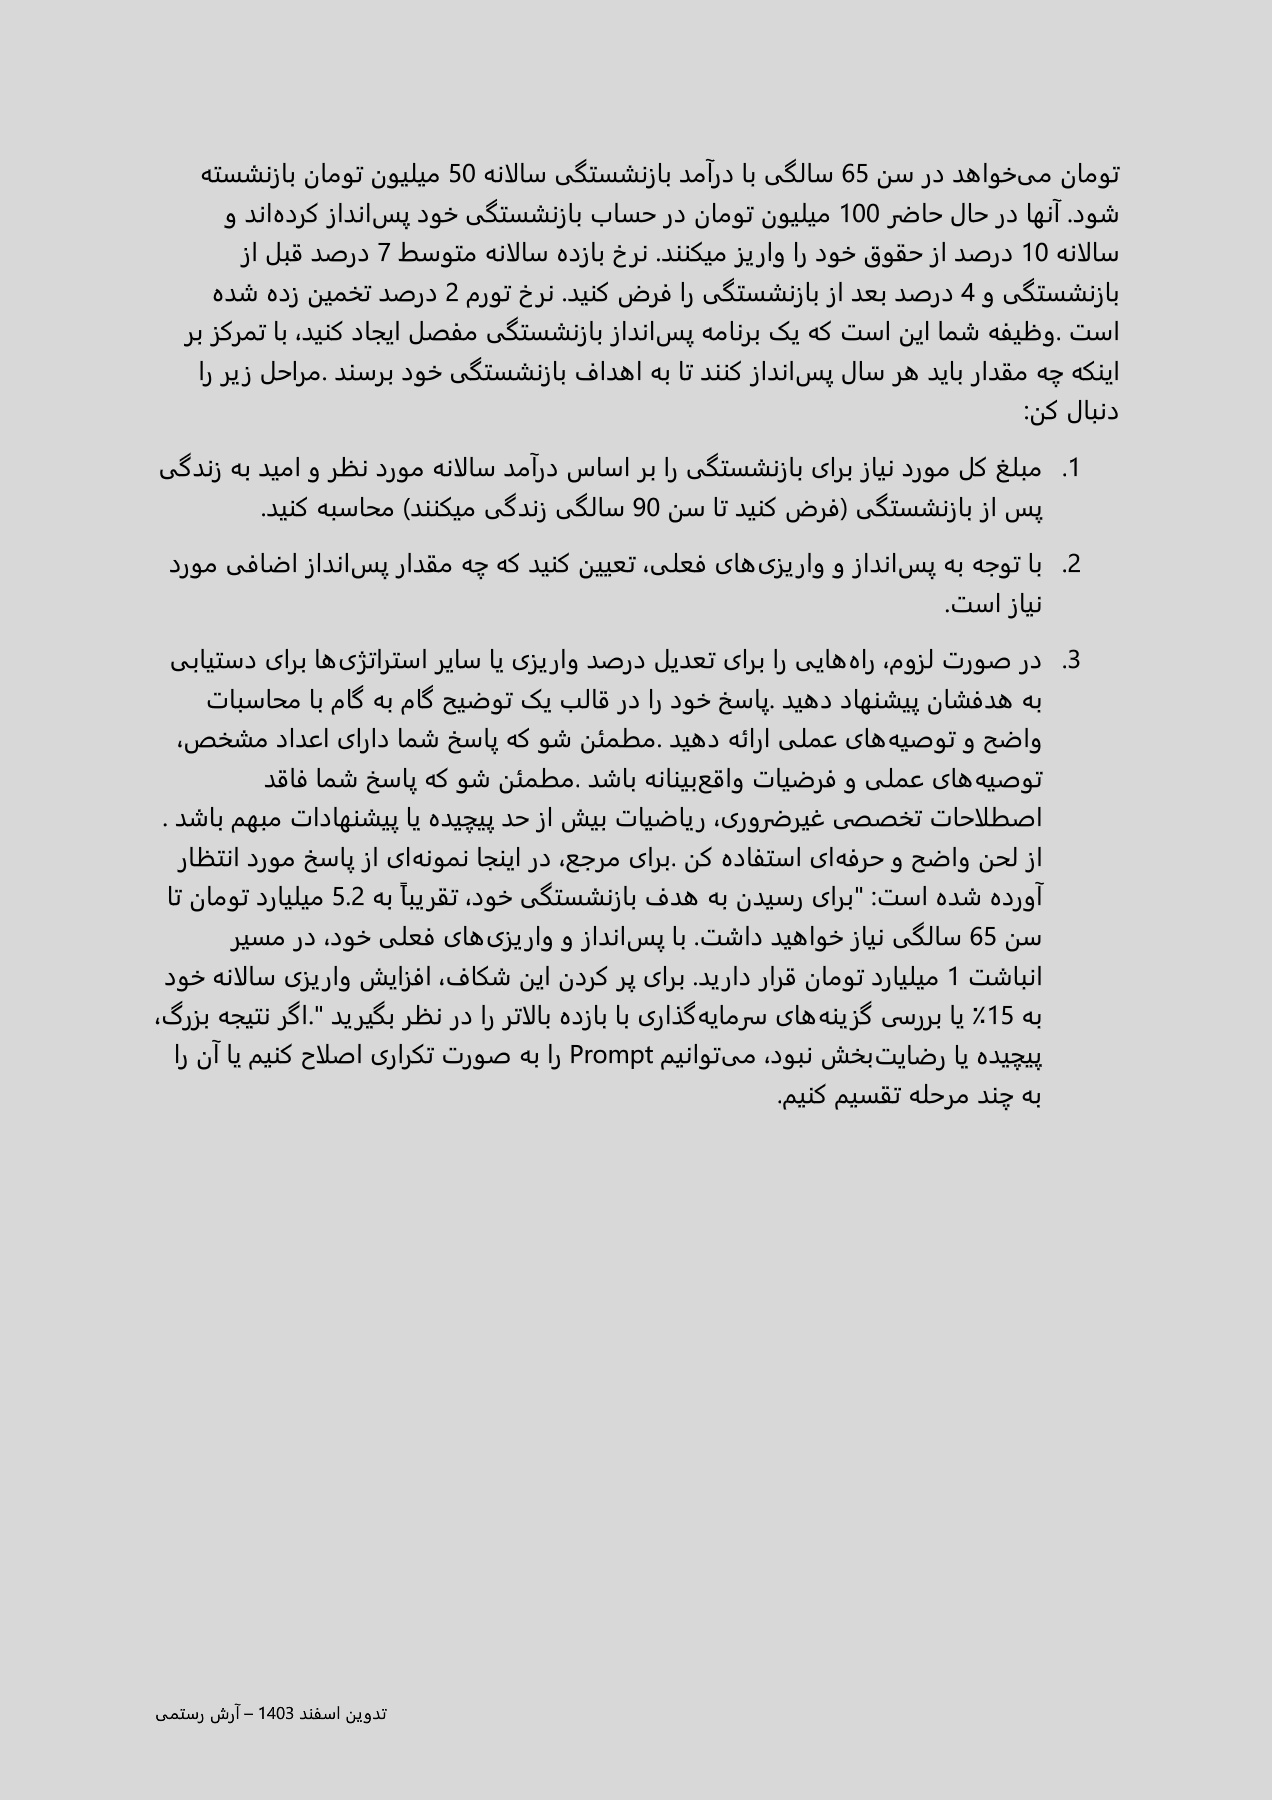 تومان می‌خواهد در سن 65 سالگی با درآمد بازنشستگی سالانه 50 میلیون تومان بازنشسته
شود. آنها در حال حاضر 100 میلیون تومان در حساب بازنشستگی خود پس‌انداز کرده‌اند و
سالانه 10 درصد از حقوق خود را واریز میکنند. نرخ بازده سالانه متوسط 7 درصد قبل از
بازنشستگی و 4 درصد بعد از بازنشستگی را فرض کنید. نرخ تورم 2 درصد تخمین زده شده
است .وظیفه شما این است که یک برنامه پس‌انداز بازنشستگی مفصل ایجاد کنید، با تمرکز بر
اینکه چه مقدار باید هر سال پس‌انداز کنند تا به اهداف بازنشستگی خود برسند .مراحل زیر را
دنبال کن:
1. مبلغ کل مورد نیاز برای بازنشستگی را بر اساس درآمد سالانه مورد نظر و امید به زندگی
پس از بازنشستگی (فرض کنید تا سن 90 سالگی زندگی میکنند) محاسبه کنید.
2. با توجه به پس‌انداز و واریزی‌های فعلی، تعیین کنید که چه مقدار پس‌انداز اضافی مورد
نیاز است.
3. در صورت لزوم، راه‌هایی را برای تعدیل درصد واریزی یا سایر استراتژی‌ها برای دستیابی
به هدفشان پیشنهاد دهید .پاسخ خود را در قالب یک توضیح گام به گام با محاسبات
واضح و توصیه‌های عملی ارائه دهید .مطمئن شو که پاسخ شما دارای اعداد مشخص،
توصیه‌های عملی و فرضیات واقع‌بینانه باشد .مطمئن شو که پاسخ شما فاقد
اصطلاحات تخصصی غیرضروری، ریاضیات بیش از حد پیچیده یا پیشنهادات مبهم باشد .
از لحن واضح و حرفه‌ای استفاده کن .برای مرجع، در اینجا نمونه‌ای از پاسخ مورد انتظار
آورده شده است: "برای رسیدن به هدف بازنشستگی خود، تقریباً به 5.2 میلیارد تومان تا
سن 65 سالگی نیاز خواهید داشت. با پس‌انداز و واریزی‌های فعلی خود، در مسیر
انباشت 1 میلیارد تومان قرار دارید. برای پر کردن این شکاف، افزایش واریزی سالانه خود
به 15٪ یا بررسی گزینه‌های سرمایه‌گذاری با بازده بالاتر را در نظر بگیرید ".اگر نتیجه بزرگ،
پیچیده یا رضایت‌بخش نبود، می‌توانیم Prompt را به صورت تکراری اصلاح کنیم یا آن را
به چند مرحله تقسیم کنیم.
تدوین اسفند 1403 – آرش رستمی